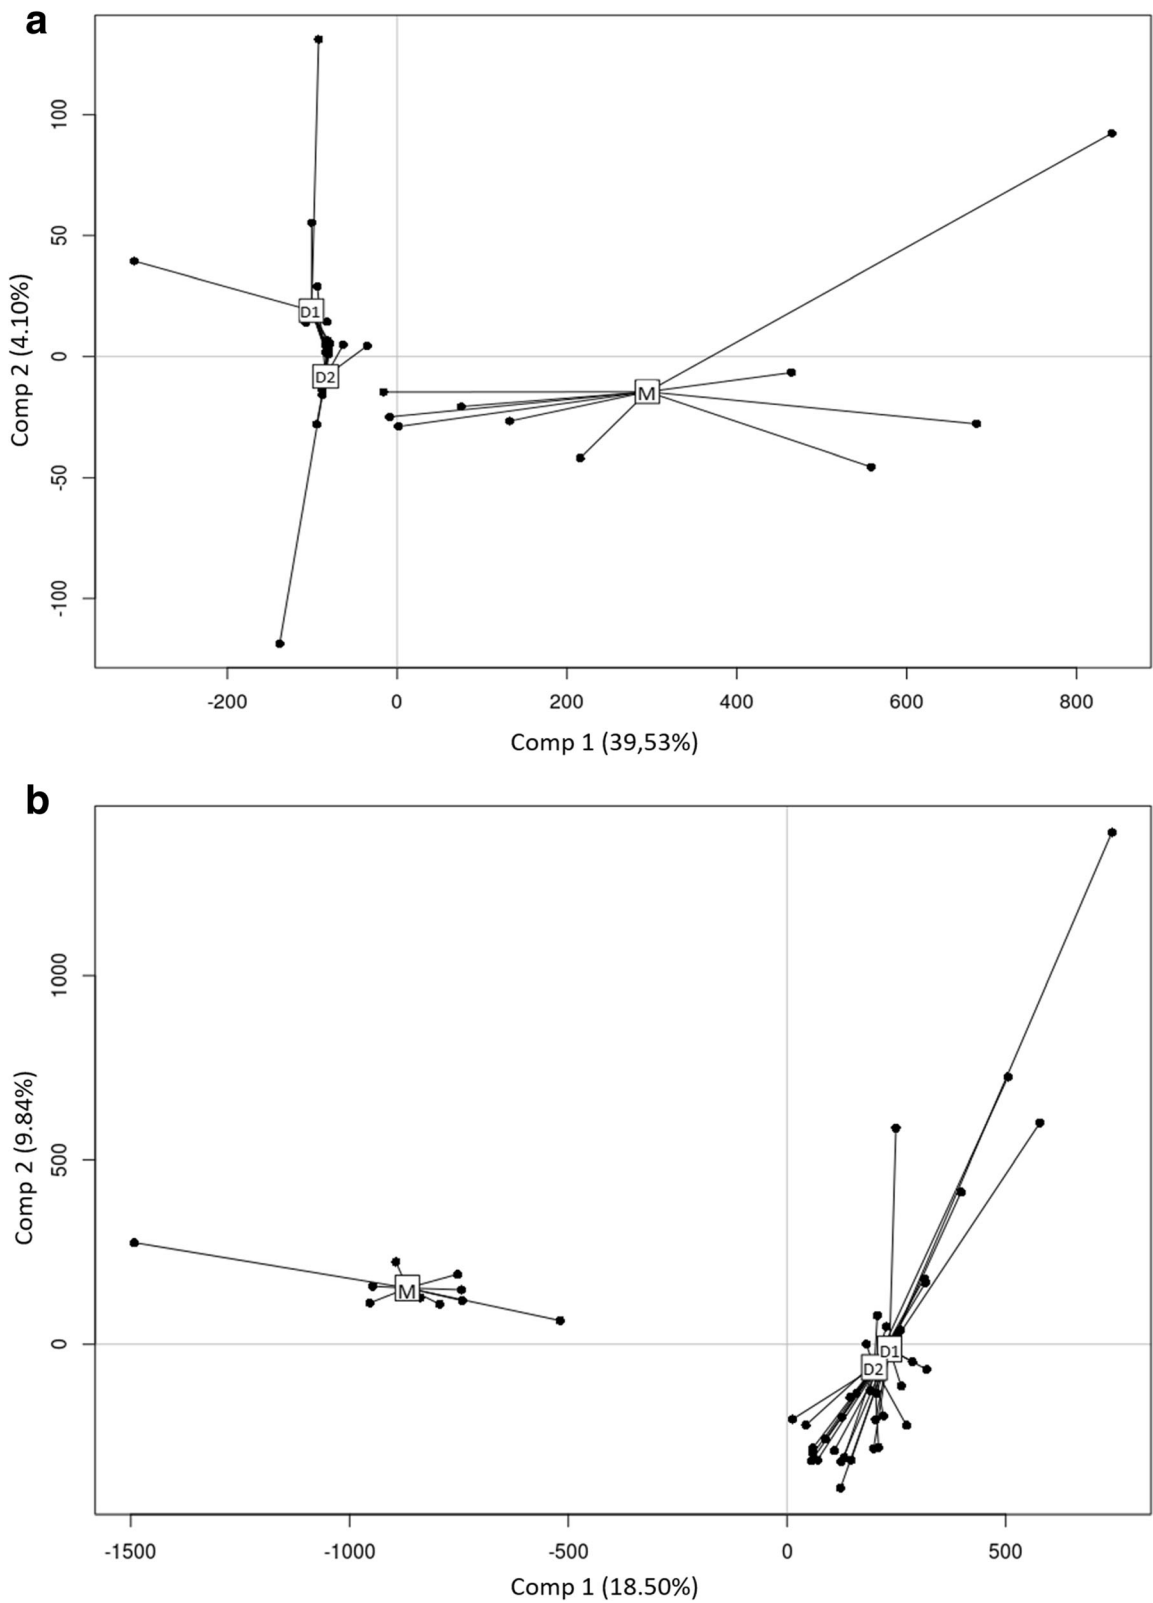 a
100
50
0
-50
-100
Comp 2 (4.10%)
D1
D2
M
-200 0 200 400 600 800
Comp 1 (39,53%)
b
1000
500
0
Comp 2 (9.84%)
M
D1
D2
-1500 -1000 -500 0 500
Comp 1 (18.50%)